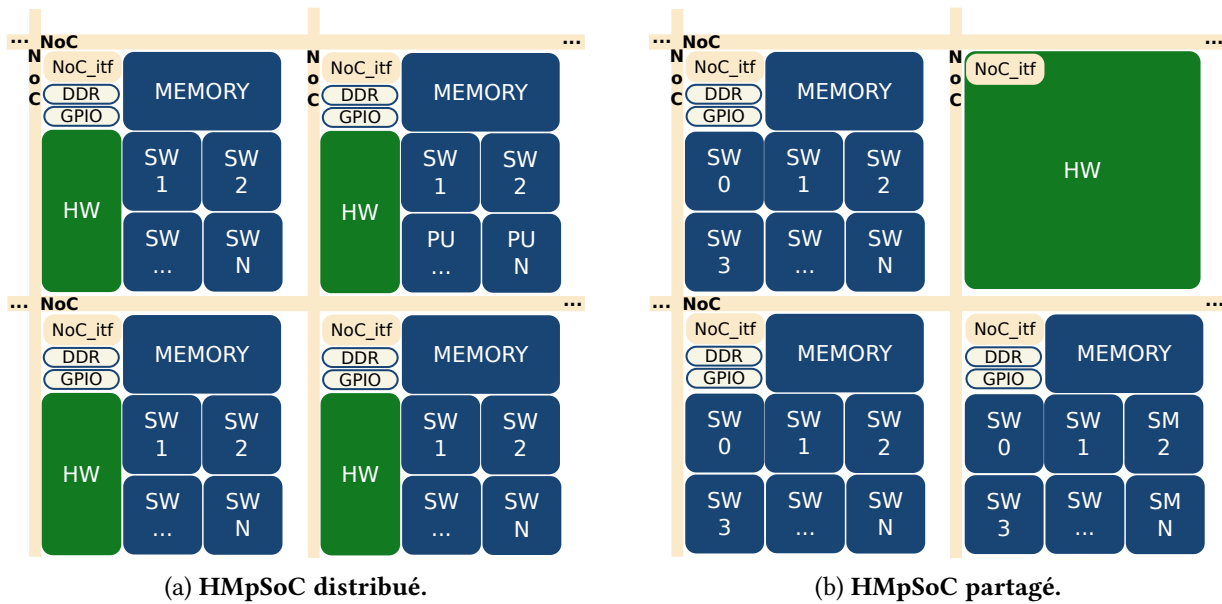 ... NoC ...
N
o
C
NoC_itf
DDR
GPIO
MEMORY
HW
SW
1
SW
2
SW
...
SW
N
NoC_itf
DDR
GPIO
MEMORY
HW
SW
1
SW
2
PU
...
PU
N
... NoC ...
NoC_itf
DDR
GPIO
MEMORY
HW
SW
1
SW
2
SW
...
SW
N
NoC_itf
DDR
GPIO
MEMORY
HW
SW
1
SW
2
SW
...
SW
N
(a) HMpSoC distribué.
... NoC ...
N
o
C
NoC_itf
DDR
GPIO
MEMORY
SW
0
SW
1
SW
2
SW
3
SW
...
SW
N
N
o
C
NoC_itf
HW
... NoC ...
NoC_itf
DDR
GPIO
MEMORY
SW
0
SW
1
SW
2
SW
3
SW
...
SW
N
NoC_itf
DDR
GPIO
MEMORY
SW
0
SW
1
SM
2
SW
3
SW
...
SM
N
(b) HMpSoC partagé.